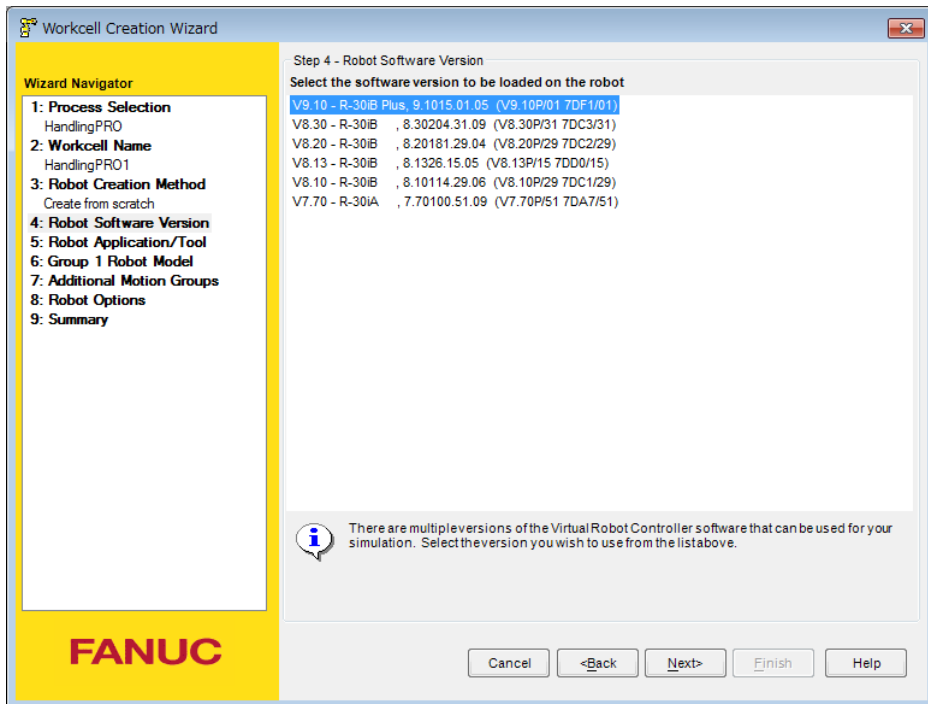 Workcell Creation Wizard
Wizard Navigator
1: Process Selection
HandlingPRO
2: Workcell Name
HandlingPRO1
3: Robot Creation Method
Create from scratch
4: Robot Software Version
5: Robot Application/Tool
6: Group 1 Robot Model
7: Additional Motion Groups
8: Robot Options
9: Summary
FANUC
Step 4 - Robot Software Version
Select the software version to be loaded on the robot
V9.10 - R-30iB Plus, 9.1015.01.05 (V9.10P/01 7DF1/01)
V8.30 - R-30iB , 8.30204.31.09 (V8.30P/31 7DC3/31)
V8.20 - R-30iB , 8.20181.29.04 (V8.20P/29 7DC2/29)
V8.13 - R-30iB , 8.1326.15.05 (V8.13P/15 7DD0/15)
V8.10 - R-30iB , 8.10114.29.06 (V8.10P/29 7DC1/29)
V7.70 - R-30iA , 7.70100.51.09 (V7.70P/51 7DA7/51)
There are multiple versions of the Virtual Robot Controller software that can be used for your
simulation. Select the version you wish to use from the list above.
Cancel <Back Next> Finish Help